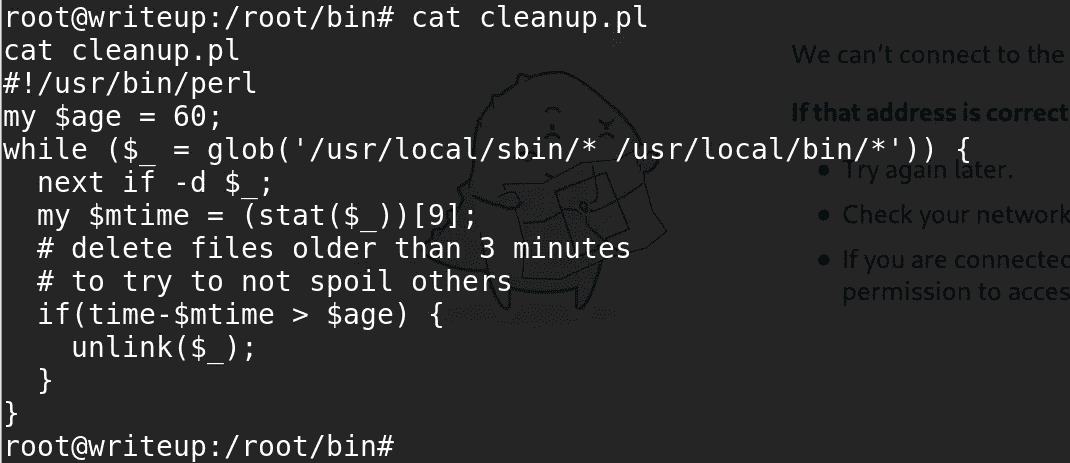 root@writeup:/root/bin# cat cleanup.pl
cat cleanup.pl
#!/usr/bin/perl
my $age = 60;
while ($_ = glob('/usr/local/sbin/* /usr/local/bin/*')) {
  next if -d $_;
  my $mtime = (stat($_))[9];
  # delete files older than 3 minutes
  # to try to not spoil others
  if(time-$mtime > $age) {
    unlink($_);
  }
}
root@writeup:/root/bin#
We can't connect to the
If that address is correct
• Try again later.
• Check your network
• If you are connected
permission to acces